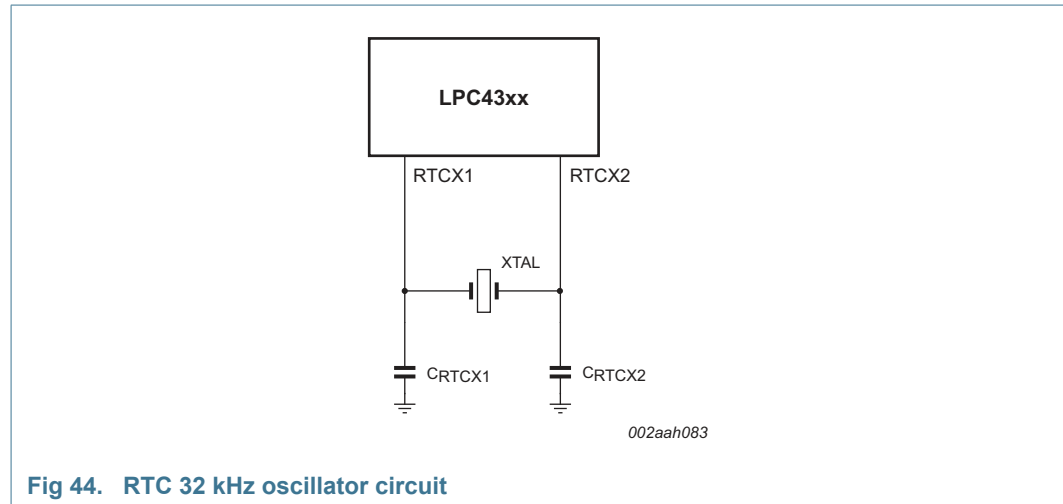 LPC43xx
RTCX1
RTCX2
XTAL
CRTCX1
CRTCX2
002aah083
Fig 44. RTC 32 kHz oscillator circuit